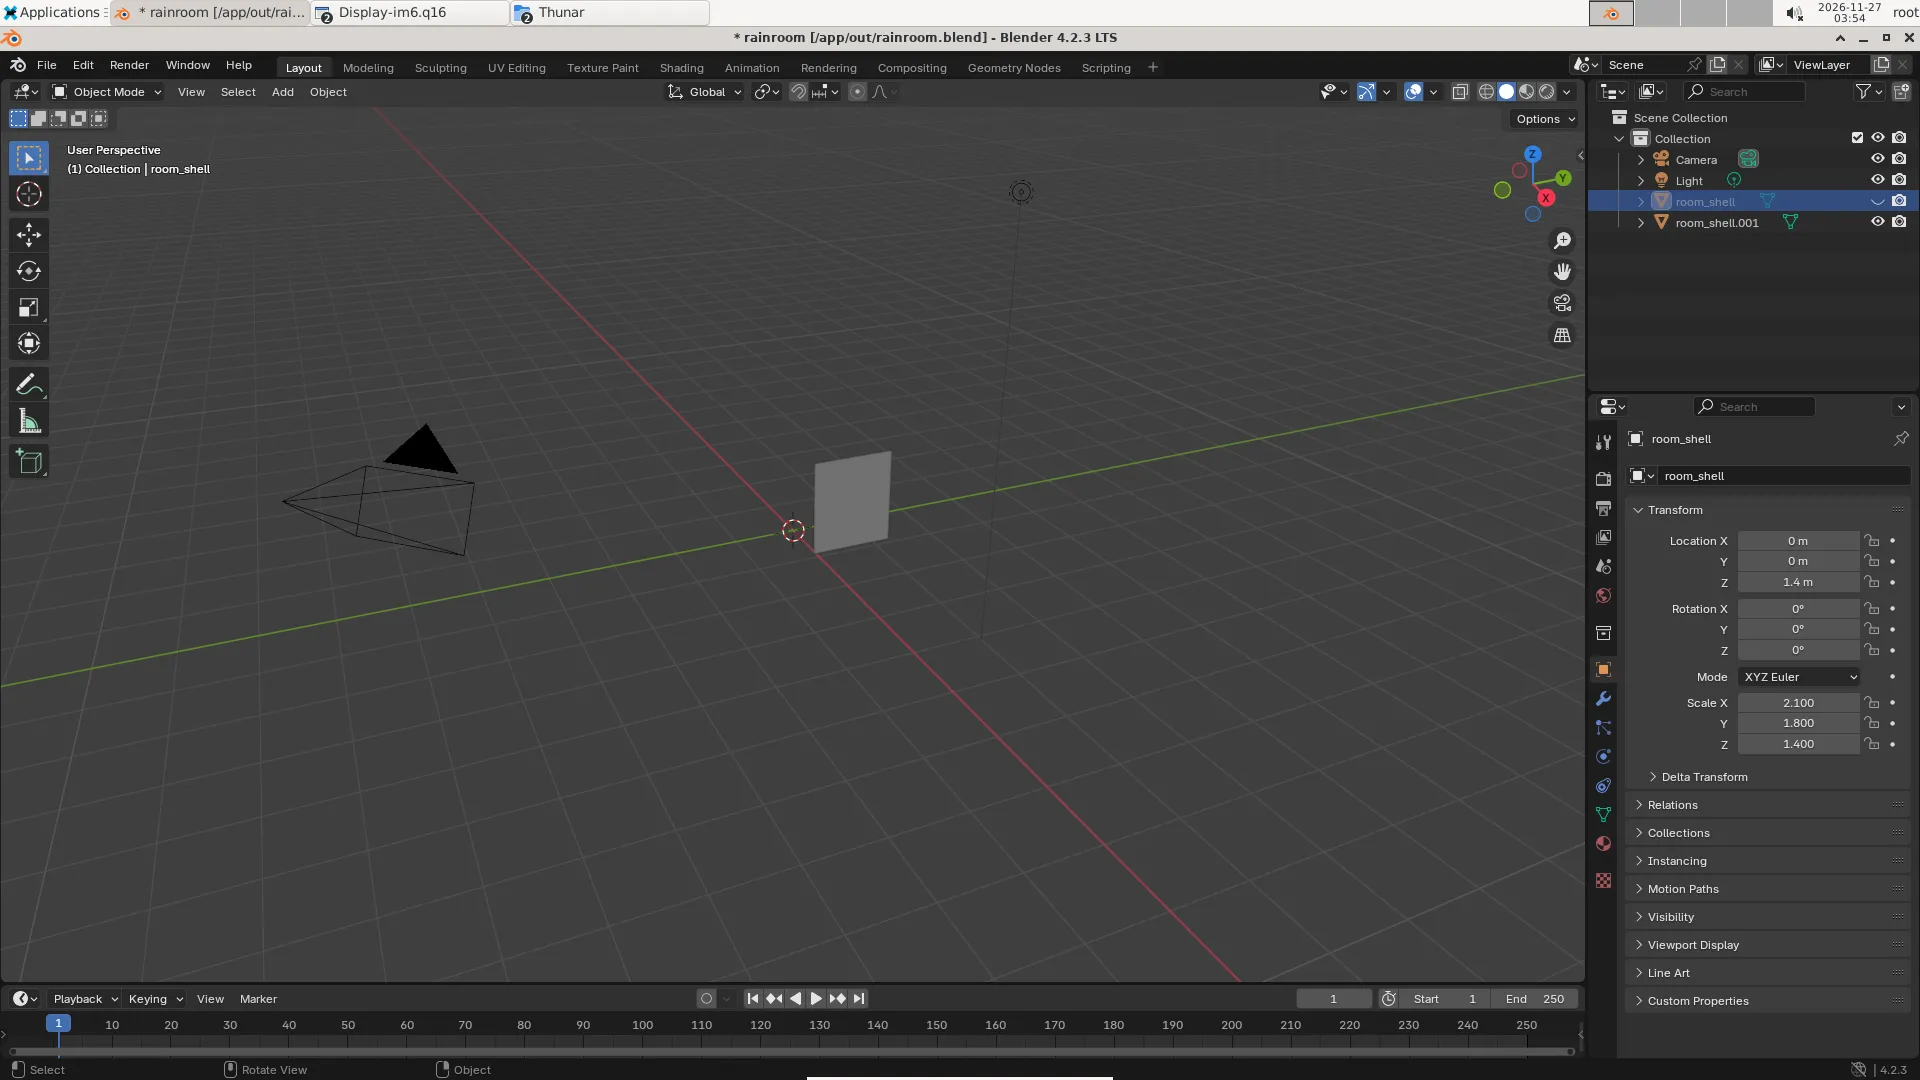 Applications
* rainroom [/app/out/rai...
Display-im6.q16
Thunar
2026-11-27
03:54
root
* rainroom [/app/out/rainroom.blend] - Blender 4.2.3 LTS
File Edit Render Window Help
Layout Modeling Sculpting UV Editing Texture Paint Shading Animation Rendering Compositing Geometry Nodes Scripting
Scene
ViewLayer
Object Mode View Select Add Object
Global
Search
Options
User Perspective
(1) Collection | room_shell
Z
Y
X
Scene Collection
Collection
Camera
Light
room_shell
room_shell.001
Search
room_shell
room_shell
Transform
Location X 0 m
Y 0 m
Z 1.4 m
Rotation X 0°
Y 0°
Z 0°
Mode XYZ Euler
Scale X 2.100
Y 1.800
Z 1.400
Delta Transform
Relations
Collections
Instancing
Motion Paths
Visibility
Viewport Display
Line Art
Custom Properties
Playback Keying View Marker
1
Start 1
End 250
1 10 20 30 40 50 60 70 80 90 100 110 120 130 140 150 160 170 180 190 200 210 220 230 240 250
Select
Rotate View
Object
4.2.3